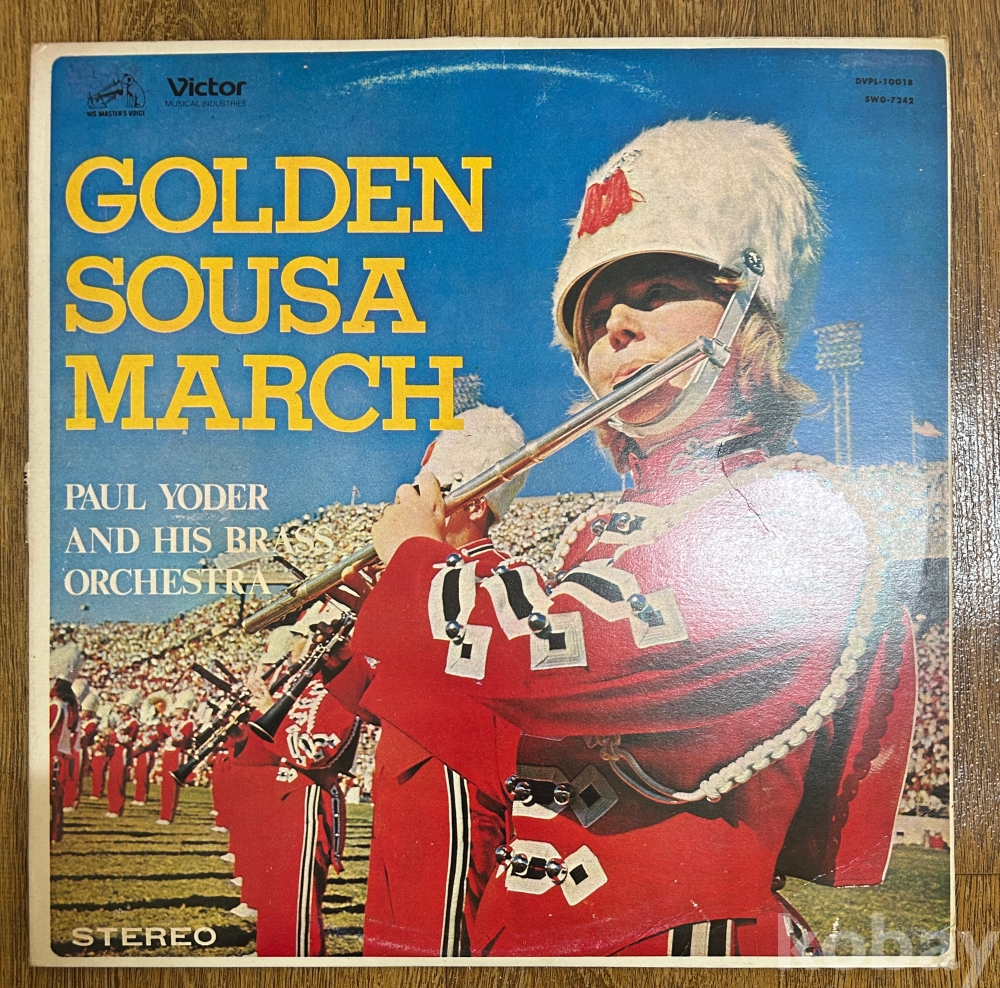 Victor
MUSICAL INDUSTRIES
HIS MASTER'S VOICE
DVPL-10018
SWG-7242
GOLDEN
SOUSA
MARCH
PAUL YODER
AND HIS BRASS
ORCHESTRA
STEREO
kobay